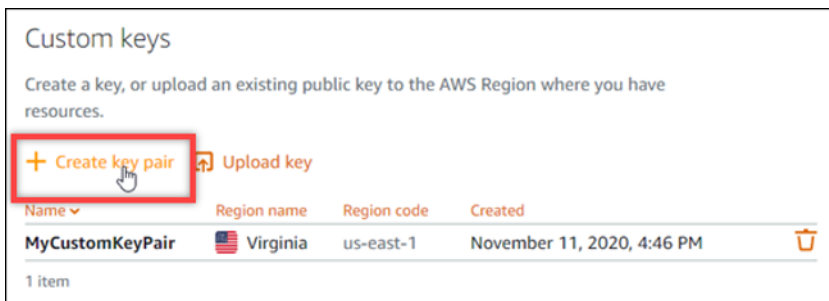 Custom keys
Create a key, or upload an existing public key to the AWS Region where you have
resources.
+ Create key pair Upload key
Name Region name Region code Created
MyCustomKeyPair Virginia us-east-1 November 11, 2020, 4:46 PM
1 item